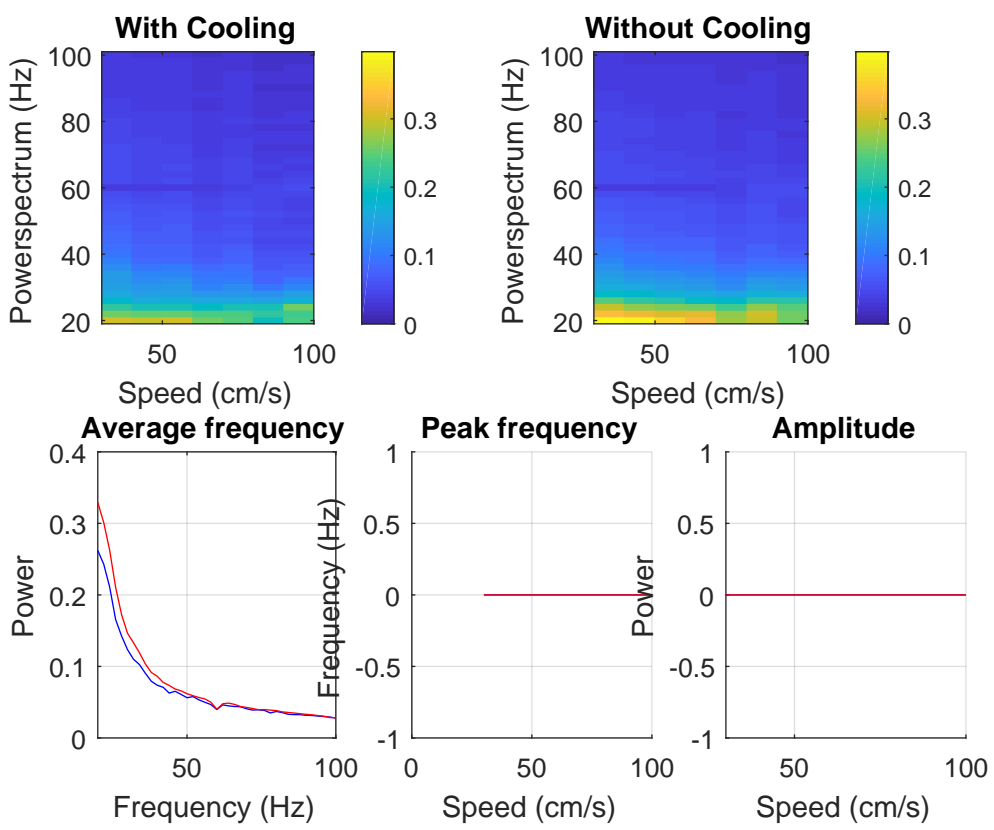 With Cooling
Without Cooling
Powerspectrum (Hz)
100
80
60
40
20
50
100
Speed (cm/s)
0.3
0.2
0.1
0
Powerspectrum (Hz)
100
80
60
40
20
50
100
Speed (cm/s)
0.3
0.2
0.1
0
Average frequency
Power
0.4
0.3
0.2
0.1
0
50
100
Frequency (Hz)
Peak frequency
Frequency (Hz)
1
0.5
0
-0.5
-1
0
50
100
Speed (cm/s)
Amplitude
Power
1
0.5
0
-0.5
-1
50
100
Speed (cm/s)